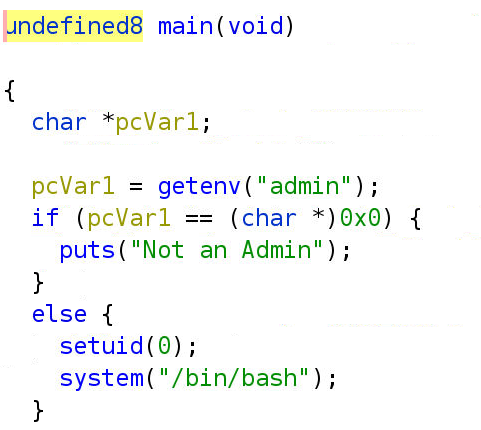 undefined8 main(void)
{
char *pcVar1;
pcVar1 = getenv("admin");
if (pcVar1 == (char *)0x0) {
puts("Not an Admin");
}
else {
setuid(0);
system("/bin/bash");
}